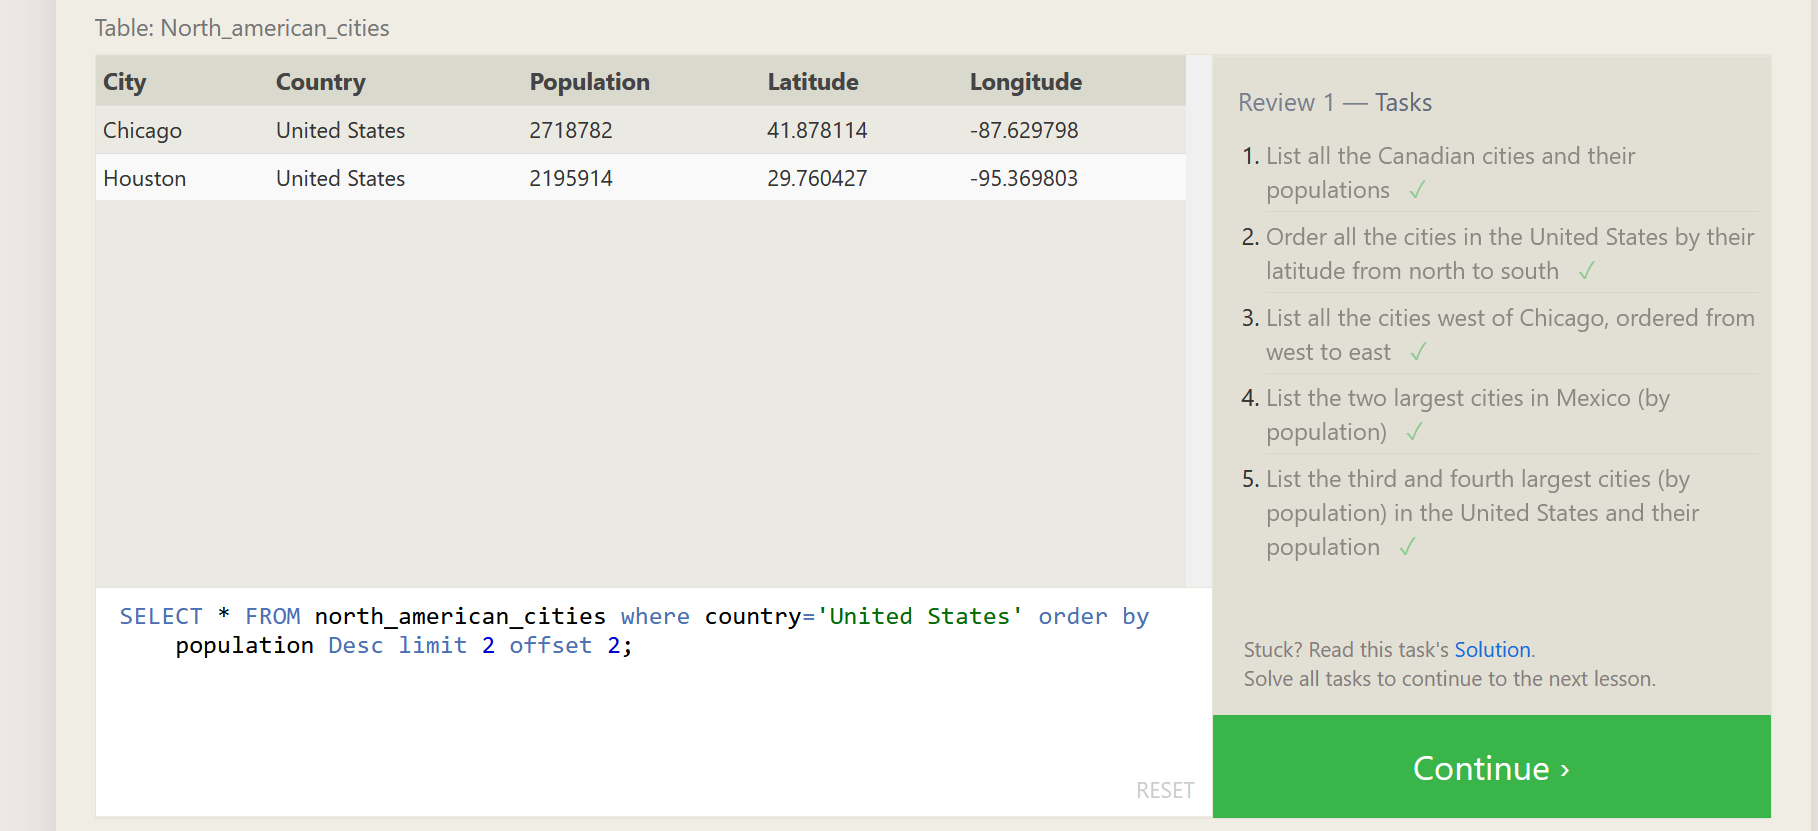 Table: North_american_cities
City Country Population Latitude Longitude
Chicago United States 2718782 41.878114 -87.629798
Houston United States 2195914 29.760427 -95.369803
SELECT * FROM north_american_cities where country='United States' order by
population Desc limit 2 offset 2;
RESET
Review 1 — Tasks
1. List all the Canadian cities and their
populations ✓
2. Order all the cities in the United States by their
latitude from north to south ✓
3. List all the cities west of Chicago, ordered from
west to east ✓
4. List the two largest cities in Mexico (by
population) ✓
5. List the third and fourth largest cities (by
population) in the United States and their
population ✓
Stuck? Read this task's Solution.
Solve all tasks to continue to the next lesson.
Continue ›